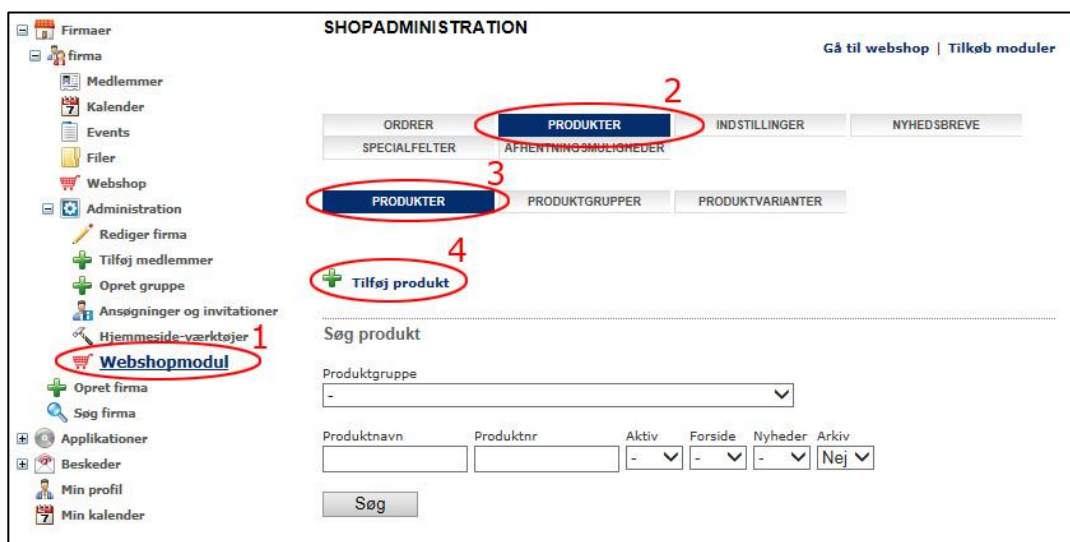 Firmaer
firma
Medlemmer
Kalender
Events
Filer
Webshop
Administration
Rediger firma
Tilføj medlemmer
Opret gruppe
Ansøgninger og invitationer
Hjemmeside-værktøjer
1
Webshopmodul
Opret firma
Søg firma
Applikationer
Beskeder
Min profil
Min kalender
SHOPADMINISTRATION
Gå til webshop | Tilkøb moduler
2
ORDRER PRODUKTER INDSTILLINGER NYHEDSBREVE
SPECIALFELTER AFHENTNINGSMULIGHEDER
3
PRODUKTER PRODUKTGRUPPER PRODUKTVARIANTER
4
Tilføj produkt
Søg produkt
Produktgruppe
-
Produktnavn Produktnr Aktiv Forside Nyheder Arkiv
- - - Nej
Søg